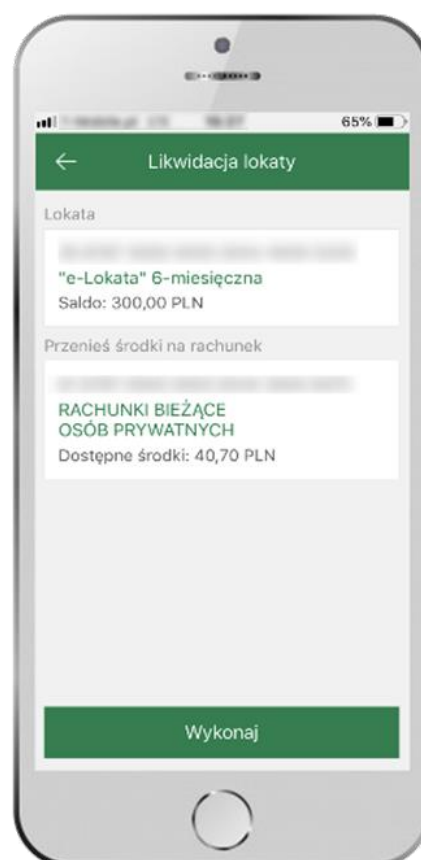 65%
Likwidacja lokaty
Lokata
"e-Lokata" 6-miesięczna
Saldo: 300,00 PLN
Przenieś środki na rachunek
RACHUNKI BIEŻĄCE
OSÓB PRYWATNYCH
Dostępne środki: 40,70 PLN
Wykonaj